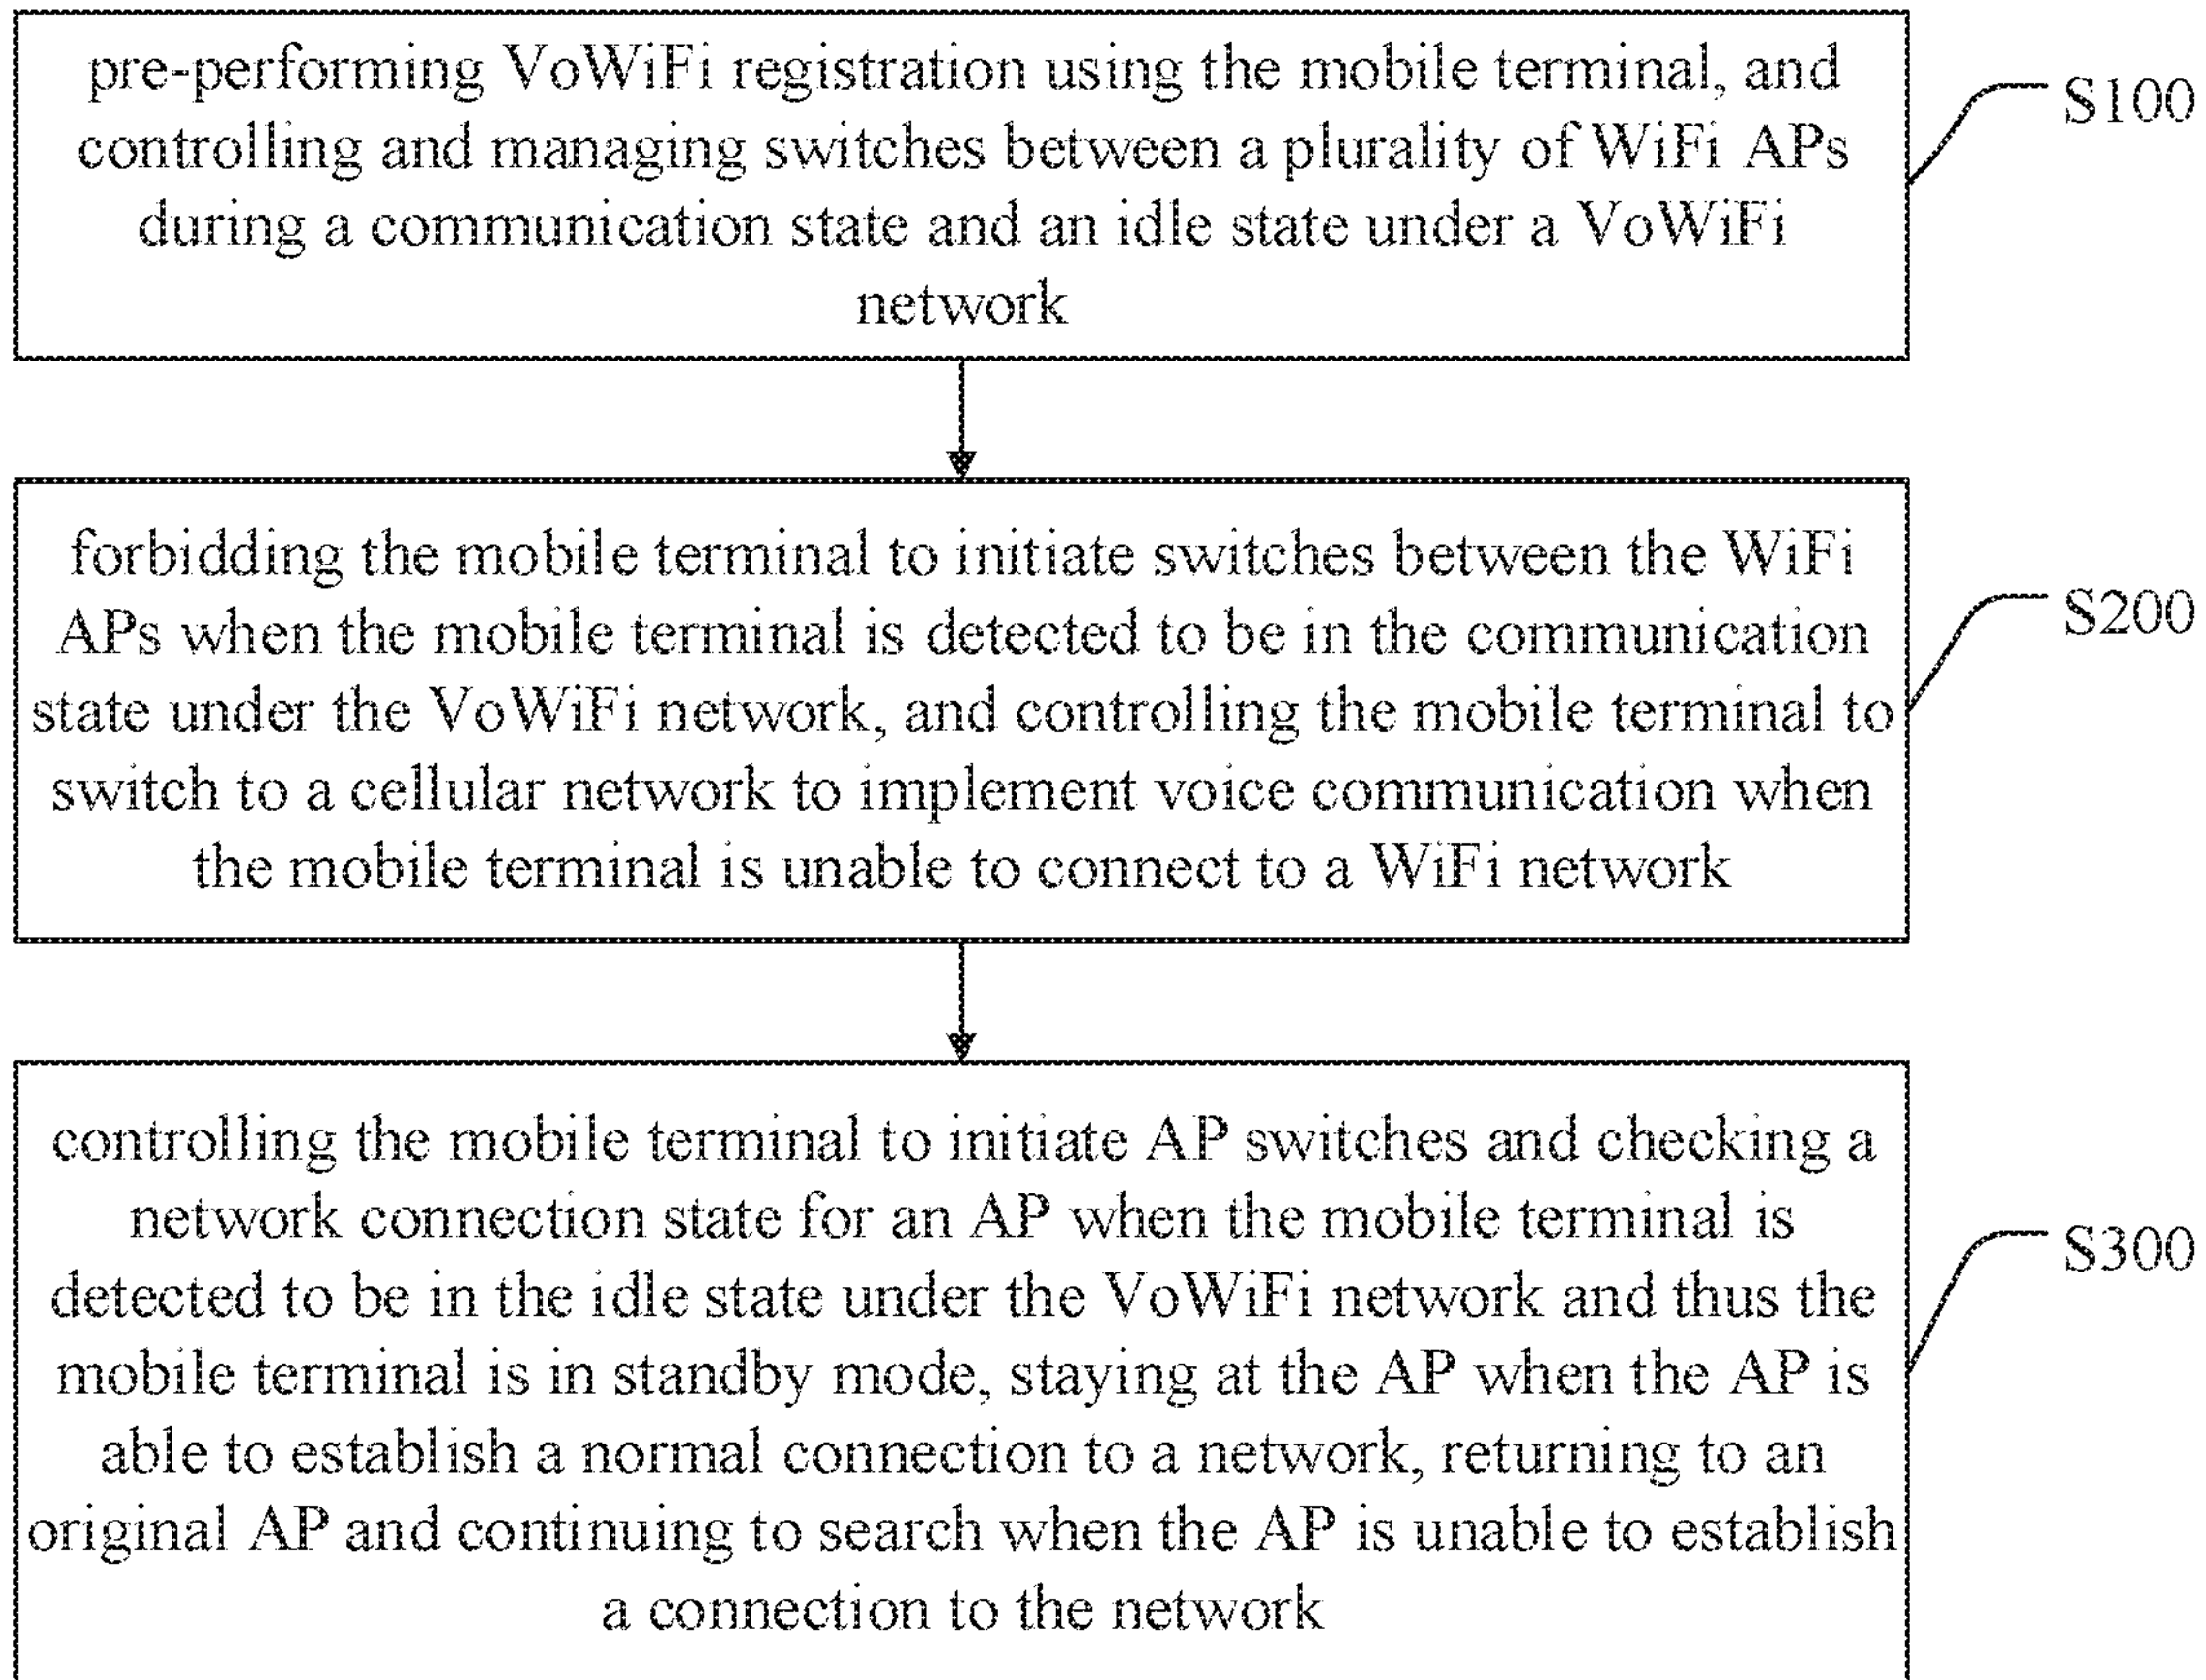 pre-performing VoWiFi registration using the mobile terminal, and
controlling and managing switches between a plurality of WiFi APs
during a communication state and an idle state under a VoWiFi
network
S100
forbidding the mobile terminal to initiate switches between the WiFi
APs when the mobile terminal is detected to be in the communication
state under the VoWiFi network, and controlling the mobile terminal to
switch to a cellular network to implement voice communication when
the mobile terminal is unable to connect to a WiFi network
S200
controlling the mobile terminal to initiate AP switches and checking a
network connection state for an AP when the mobile terminal is
detected to be in the idle state under the VoWiFi network and thus the
mobile terminal is in standby mode, staying at the AP when the AP is
able to establish a normal connection to a network, returning to an
original AP and continuing to search when the AP is unable to establish
a connection to the network
S300